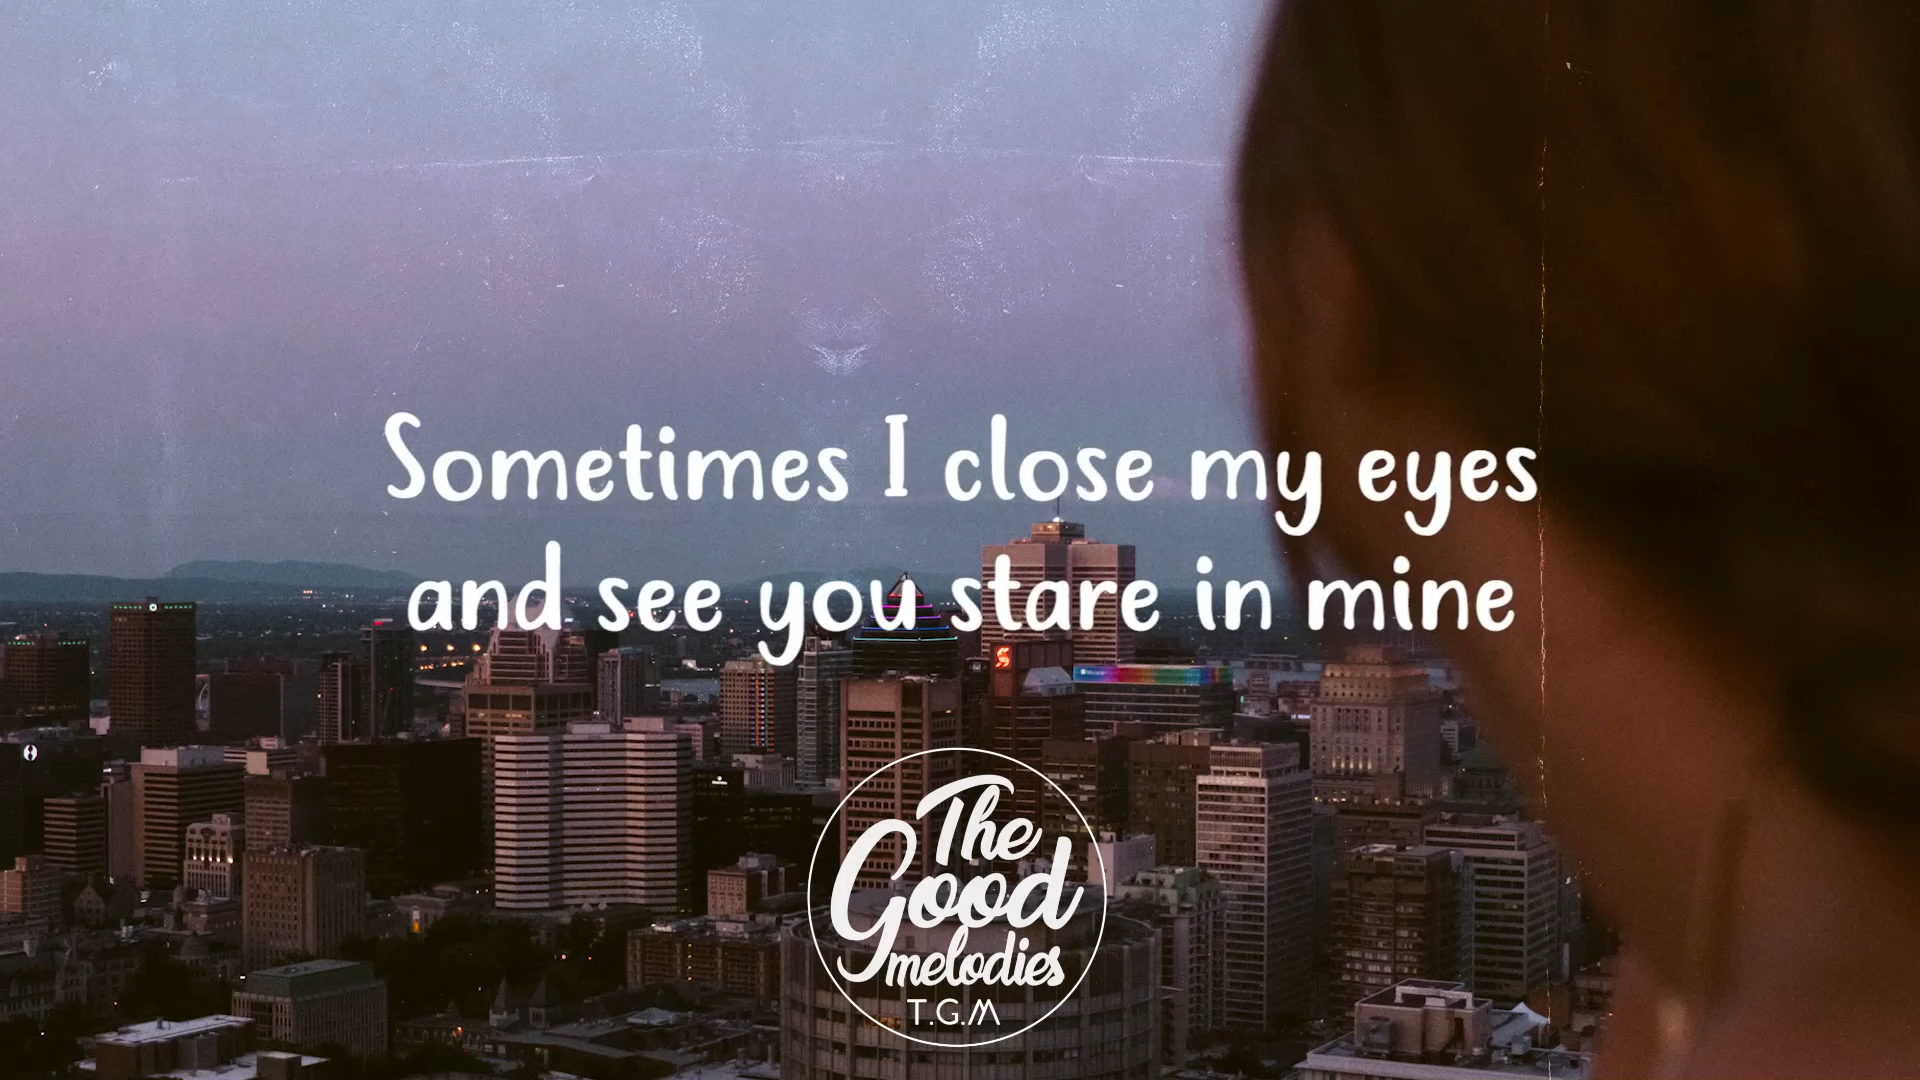 Sometimes I close my eyes
and see you stare in mine
The
Good
melodies
T.G.M